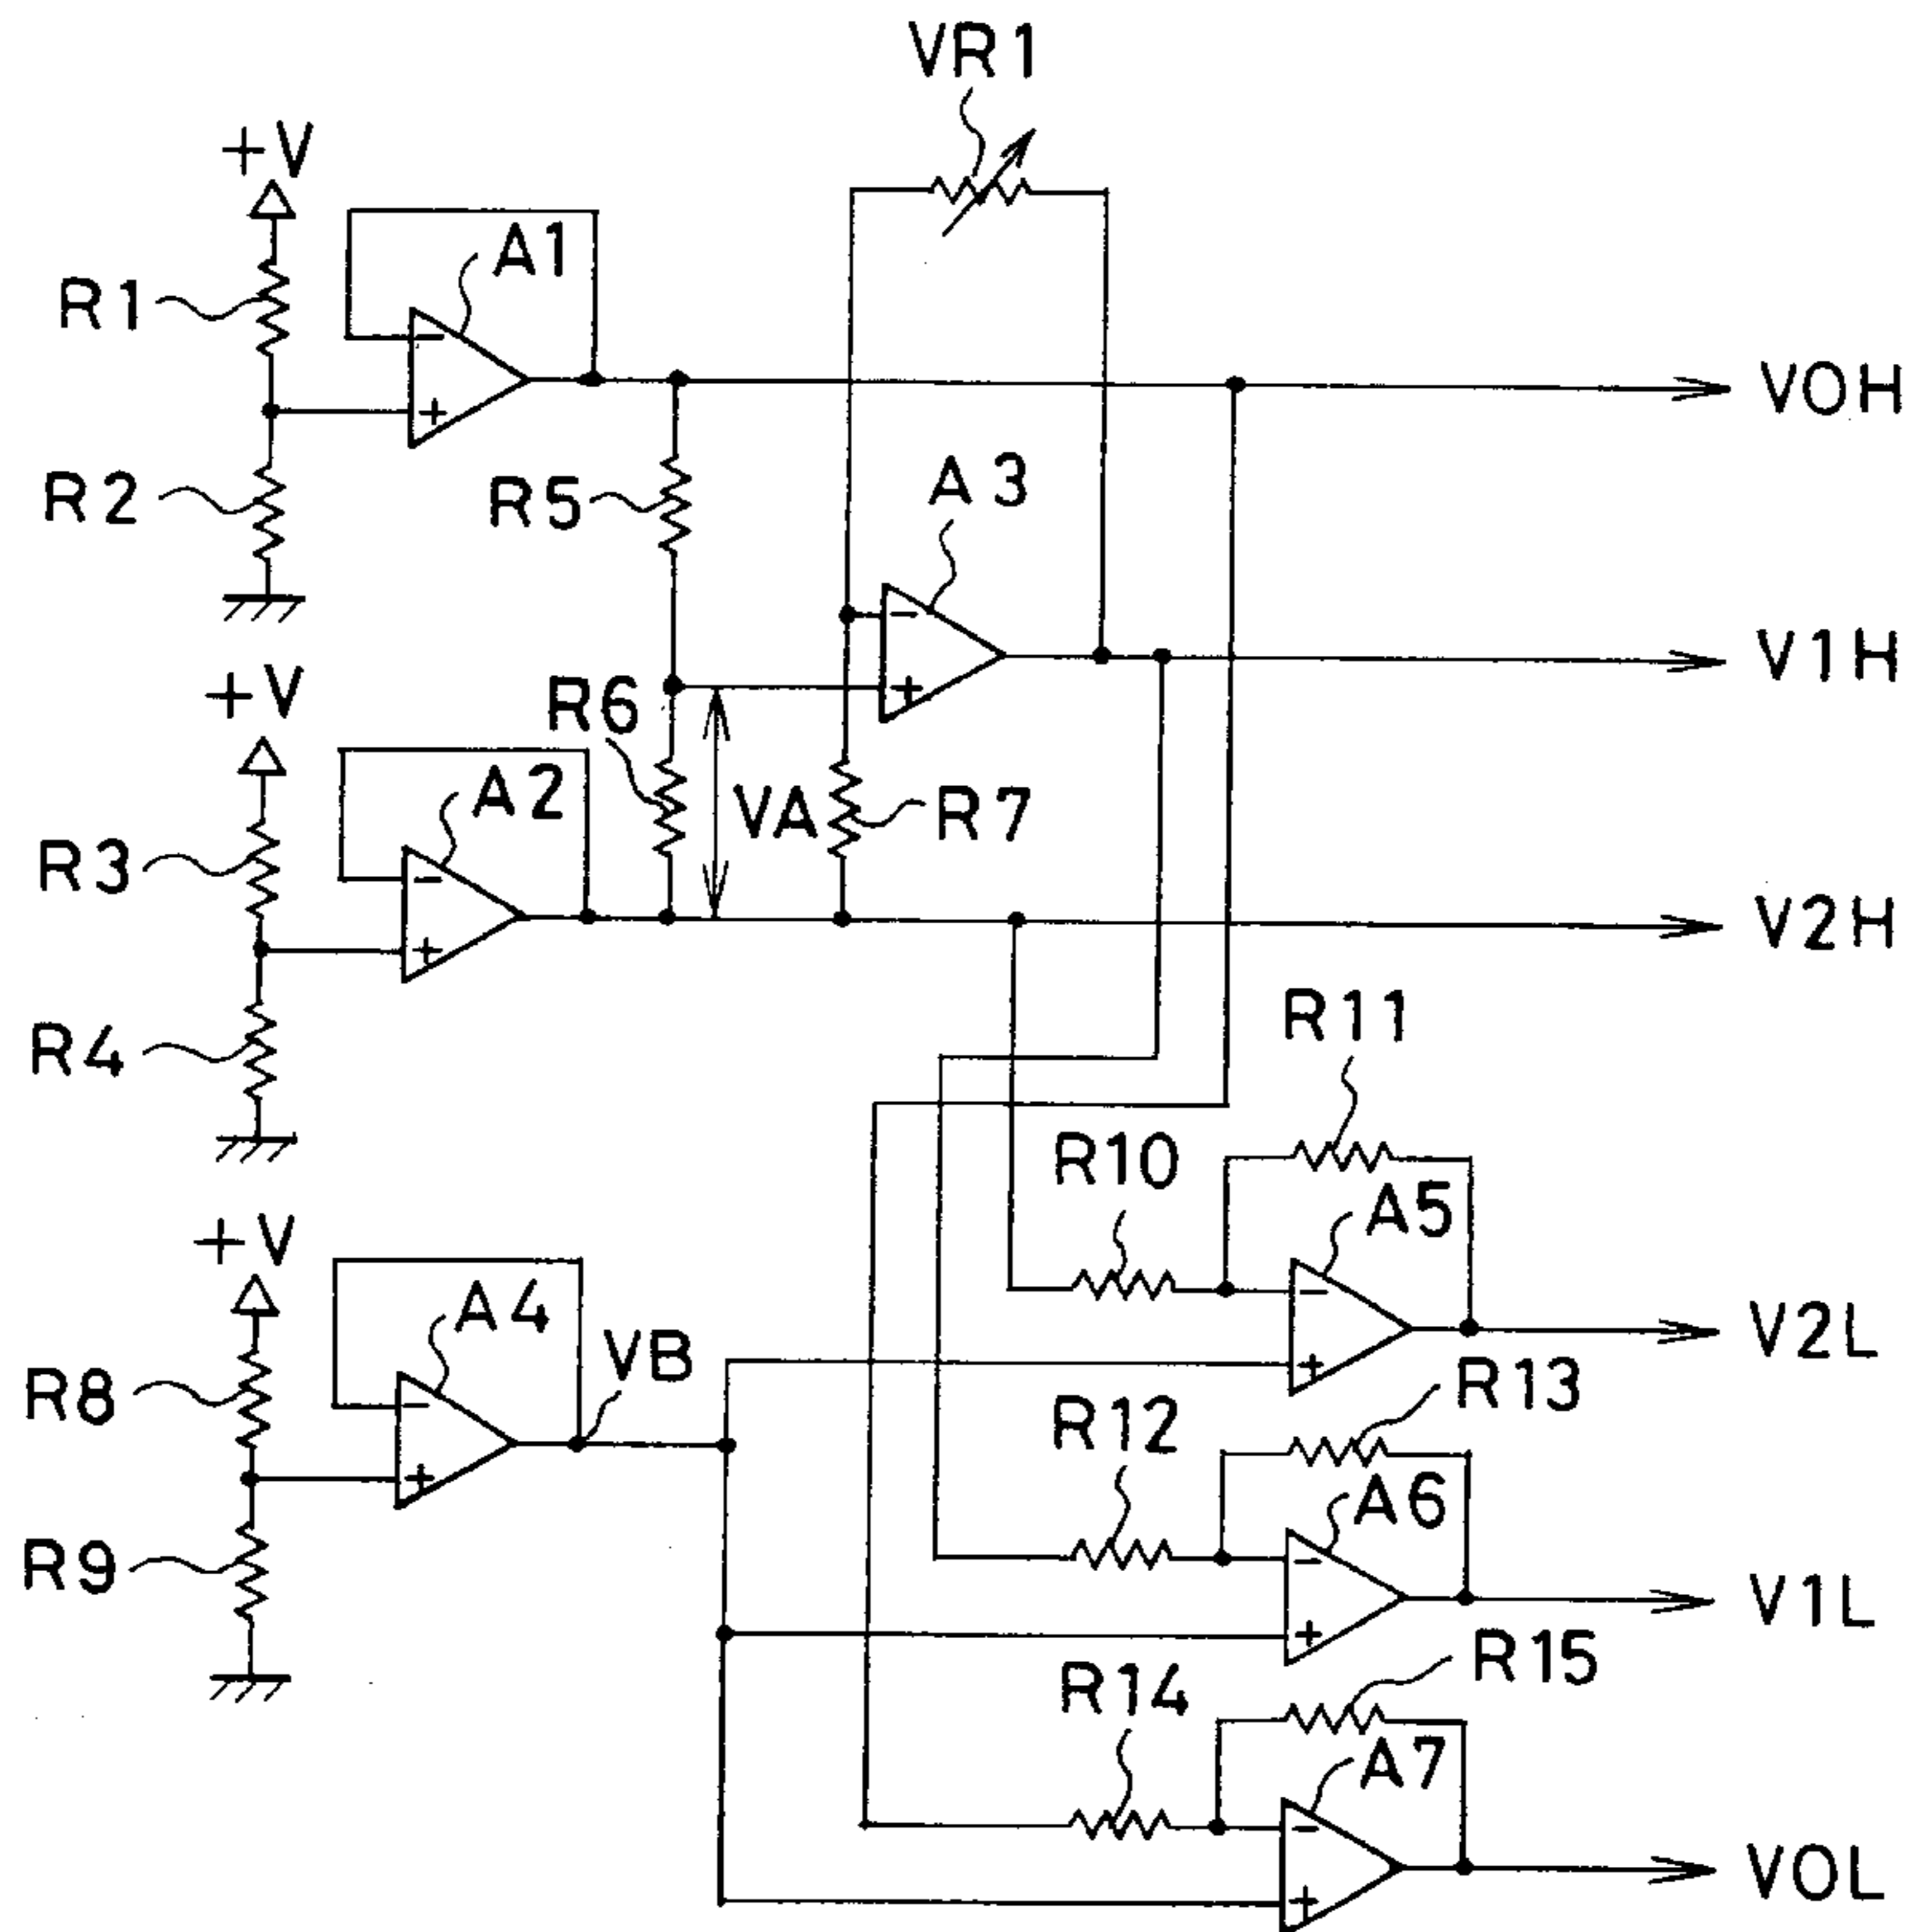 VR1
+V
A1
R1
VOH
R2
R5
A3
V1H
+V
R6
A2
VA
R7
R3
V2H
R4
R11
R10
+V
A5
A4
VB
V2L
R8
R13
R12
A6
R9
V1L
R15
R14
A7
VOL